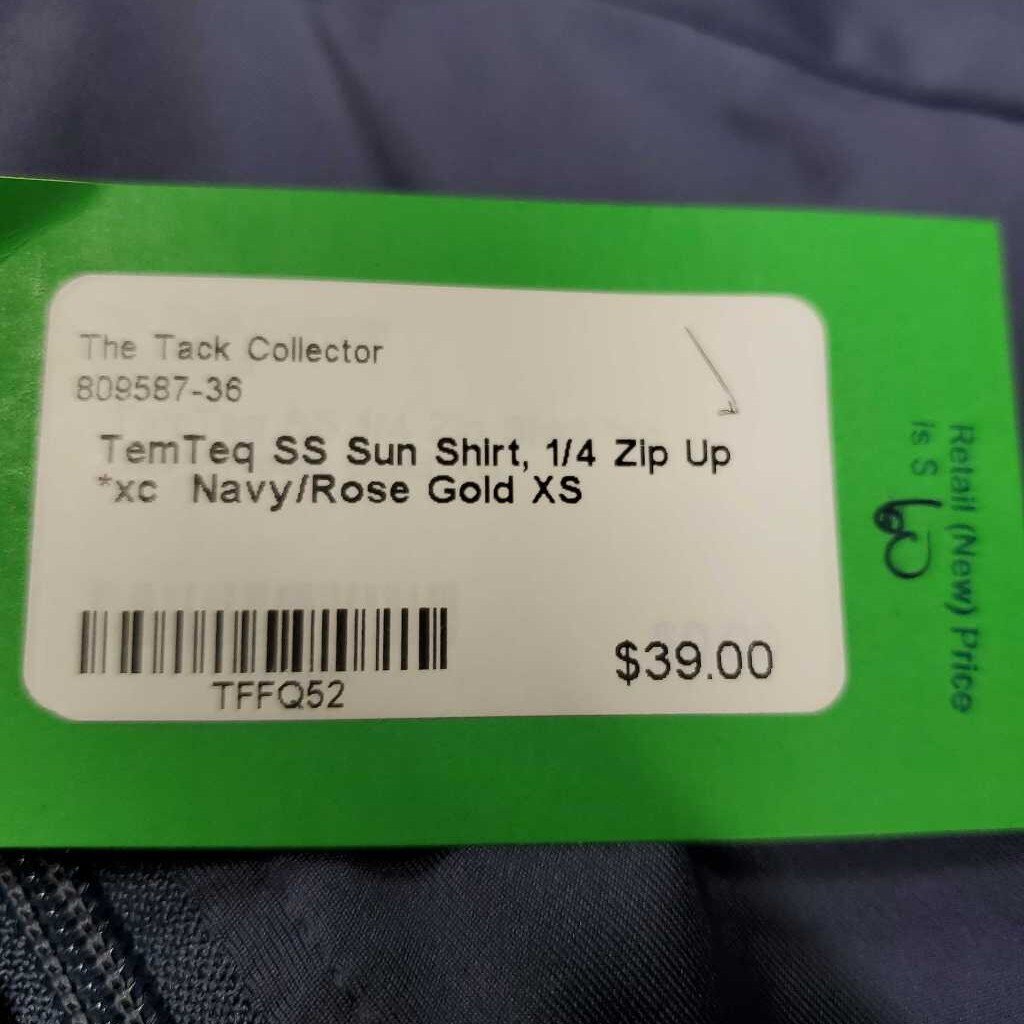 The Tack Collector
809587-36
TemTeq SS Sun Shirt, 1/4 Zip Up
*xc Navy/Rose Gold XS
TFFQ52
$39.00
Retail (New) Price
is $ 60